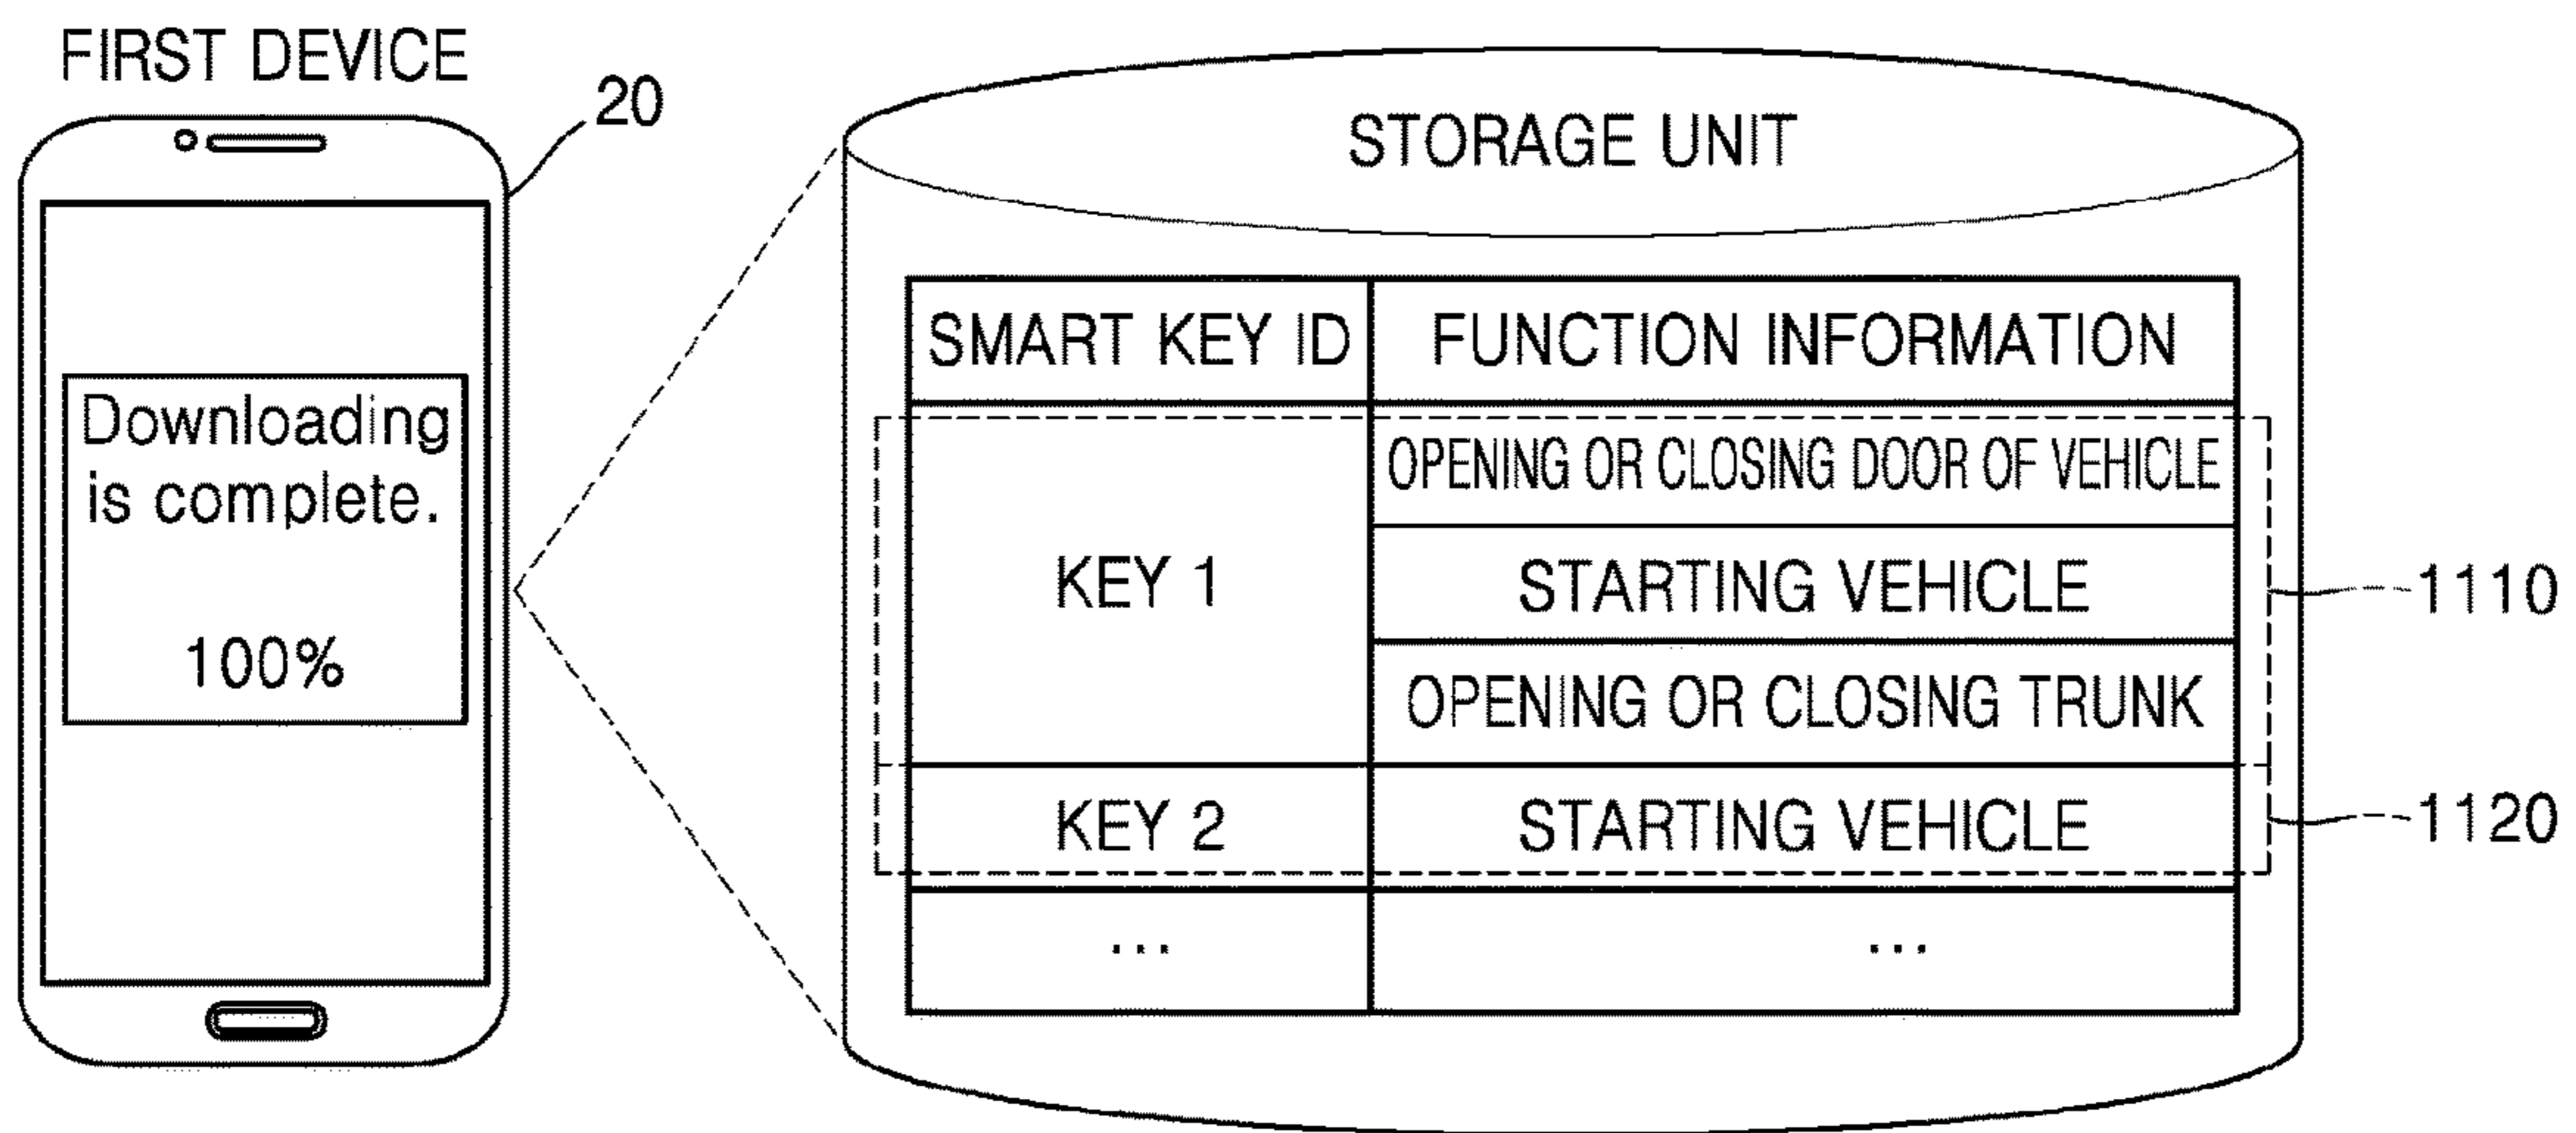 FIRST DEVICE
20
Downloading
is complete.
100%
STORAGE UNIT
SMART KEY ID FUNCTION INFORMATION
KEY 1
OPENING OR CLOSING DOOR OF VEHICLE
STARTING VEHICLE
OPENING OR CLOSING TRUNK
1110
KEY 2 STARTING VEHICLE
1120
... ...